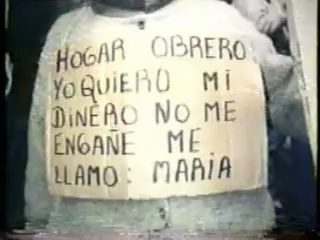 HOGAR OBRERO:
YO QUIERO MI
DINERO NO ME
ENGAÑE ME
LLAMO: MARIA